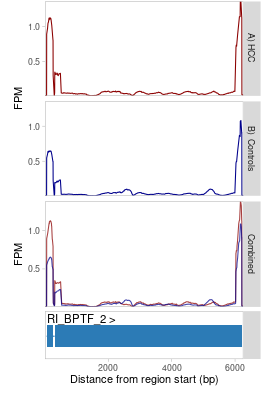 1.0
0.5
A) HCC
FPM
1.0
0.5
B) Controls
1.0
0.5
Combined
FPM
RI_BPTF_2 >
2000
4000
6000
Distance from region start (bp)